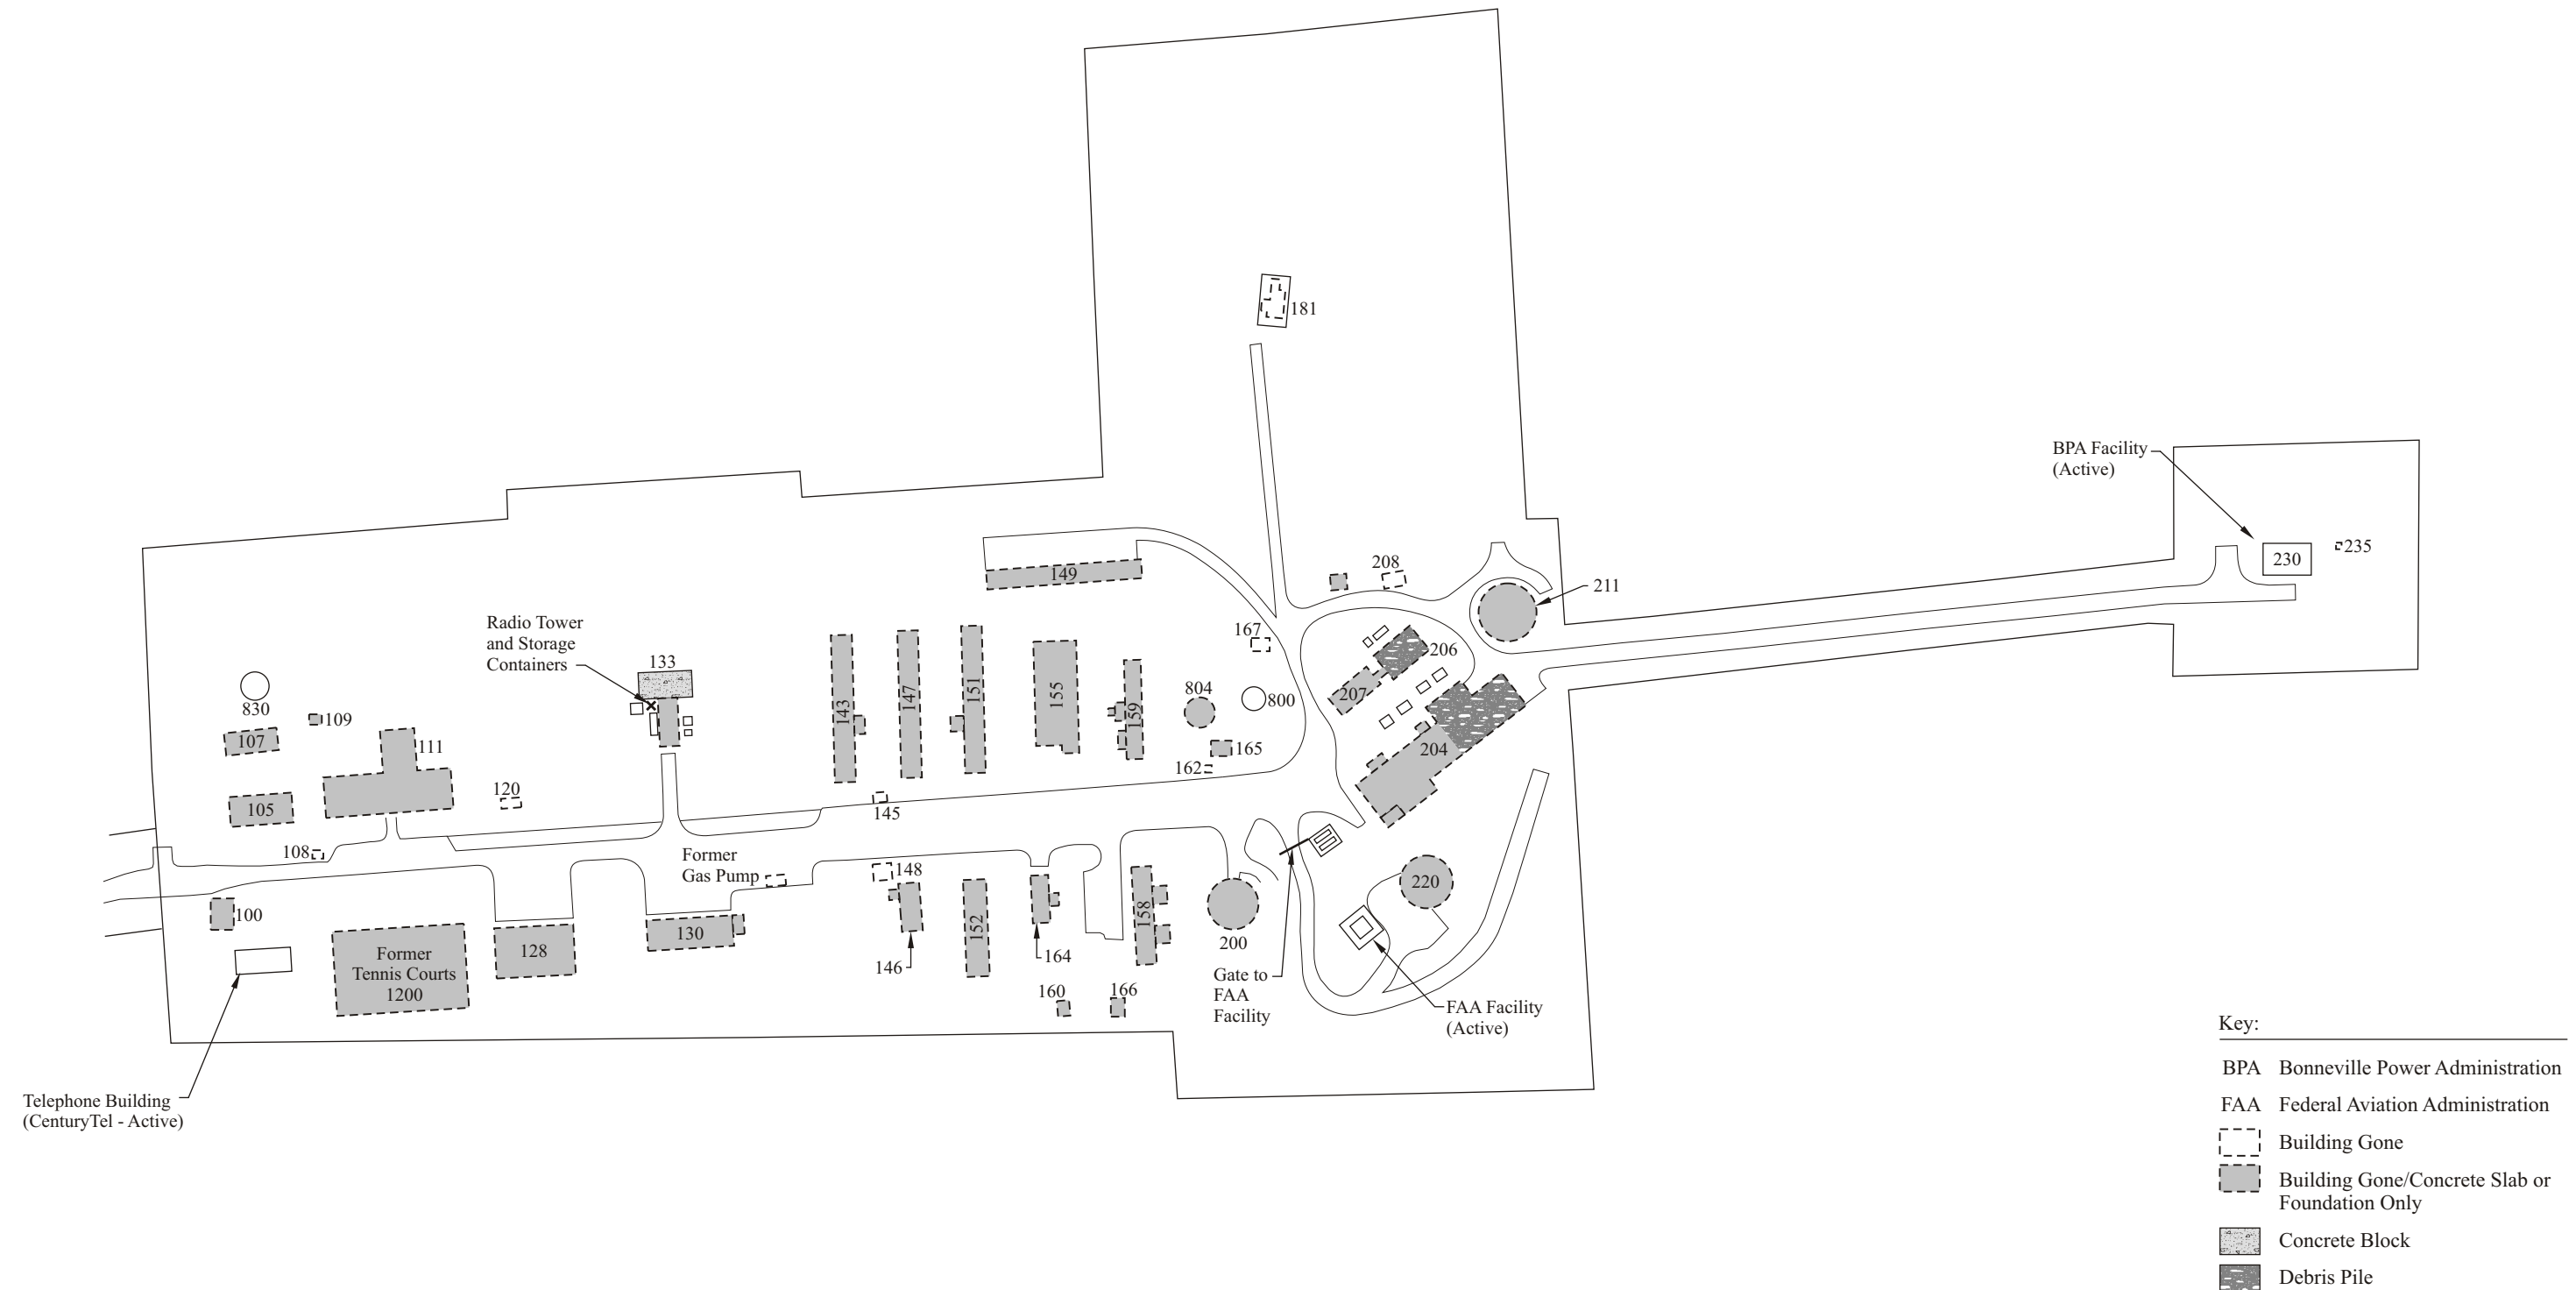 181
BPA Facility
(Active)
230
235
208
149
211
Radio Tower
and Storage
Containers
167
206
133
830
109
107
111
143
147
151
155
159
804
800
207
165
162
204
105
120
145
108
Former
Gas Pump
148
220
100
Former
Tennis Courts
1200
128
130
146
152
164
158
200
160
166
Gate to
FAA
Facility
FAA Facility
(Active)
Telephone Building
(CenturyTel - Active)
Key:
BPA Bonneville Power Administration
FAA Federal Aviation Administration
Building Gone
Building Gone/Concrete Slab or
Foundation Only
Concrete Block
Debris Pile